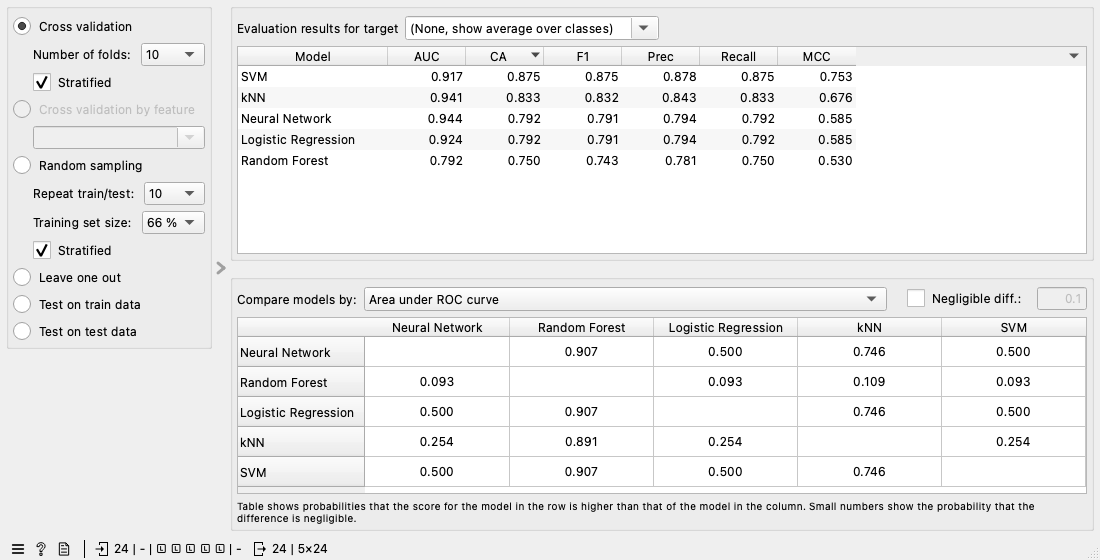 Cross validation
Number of folds: 10
Stratified
Cross validation by feature
Random sampling
Repeat train/test: 10
Training set size: 66 %
Stratified
Leave one out
Test on train data
Test on test data
Evaluation results for target (None, show average over classes)
Model AUC CA F1 Prec Recall MCC
SVM 0.917 0.875 0.875 0.878 0.875 0.753
kNN 0.941 0.833 0.832 0.843 0.833 0.676
Neural Network 0.944 0.792 0.791 0.794 0.792 0.585
Logistic Regression 0.924 0.792 0.791 0.794 0.792 0.585
Random Forest 0.792 0.750 0.743 0.781 0.750 0.530
Compare models by: Area under ROC curve Negligible diff.: 0.1
Neural Network Random Forest Logistic Regression kNN SVM
Neural Network 0.907 0.500 0.746 0.500
Random Forest 0.093 0.093 0.109 0.093
Logistic Regression 0.500 0.907 0.746 0.500
kNN 0.254 0.891 0.254 0.254
SVM 0.500 0.907 0.500 0.746
Table shows probabilities that the score for the model in the row is higher than that of the model in the column. Small numbers show the probability that the
difference is negligible.
? 24 | - | L L L L L | - 24 | 5×24